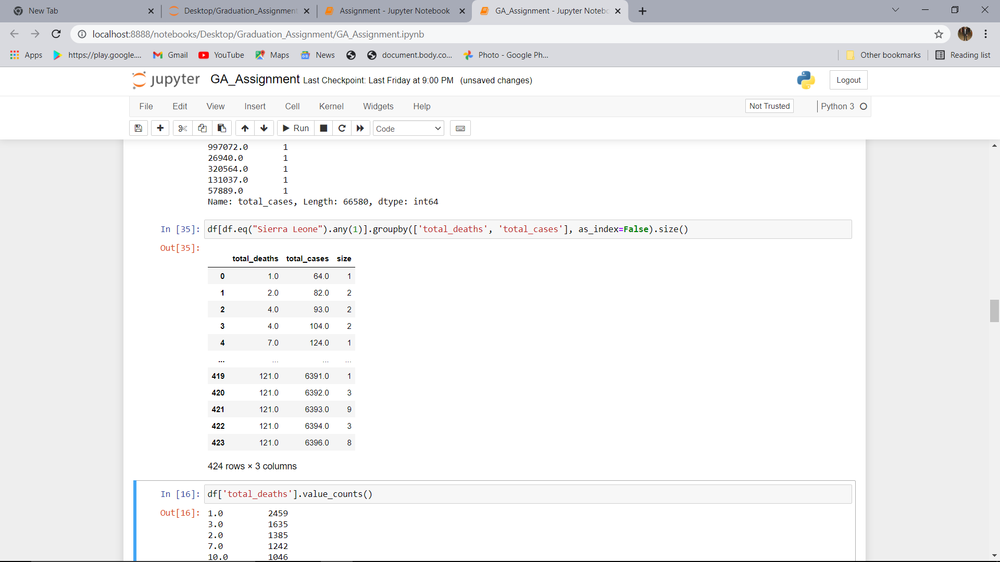 New Tab
Desktop/Graduation_Assignment
Assignment - Jupyter Notebook
GA_Assignment - Jupyter Notebo
localhost:8888/notebooks/Desktop/Graduation_Assignment/GA_Assignment.ipynb
Apps https://play.google.... Gmail YouTube Maps News document.body.co... Photo - Google Ph... Other bookmarks Reading list
jupyter GA_Assignment Last Checkpoint: Last Friday at 9:00 PM (unsaved changes) Logout
File Edit View Insert Cell Kernel Widgets Help Not Trusted Python 3
Run Code
997072.0 1
26940.0 1
320564.0 1
131037.0 1
57889.0 1
Name: total_cases, Length: 66580, dtype: int64
In [35]: df[df.eq("Sierra Leone").any(1)].groupby(['total_deaths', 'total_cases'], as_index=False).size()
Out[35]:
total_deaths total_cases size
0 1.0 64.0 1
1 2.0 82.0 2
2 4.0 93.0 2
3 4.0 104.0 2
4 7.0 124.0 1
... ... ... ...
419 121.0 6391.0 1
420 121.0 6392.0 3
421 121.0 6393.0 9
422 121.0 6394.0 3
423 121.0 6396.0 8
424 rows × 3 columns
In [16]: df['total_deaths'].value_counts()
Out[16]: 1.0 2459
3.0 1635
2.0 1385
7.0 1242
10.0 1046